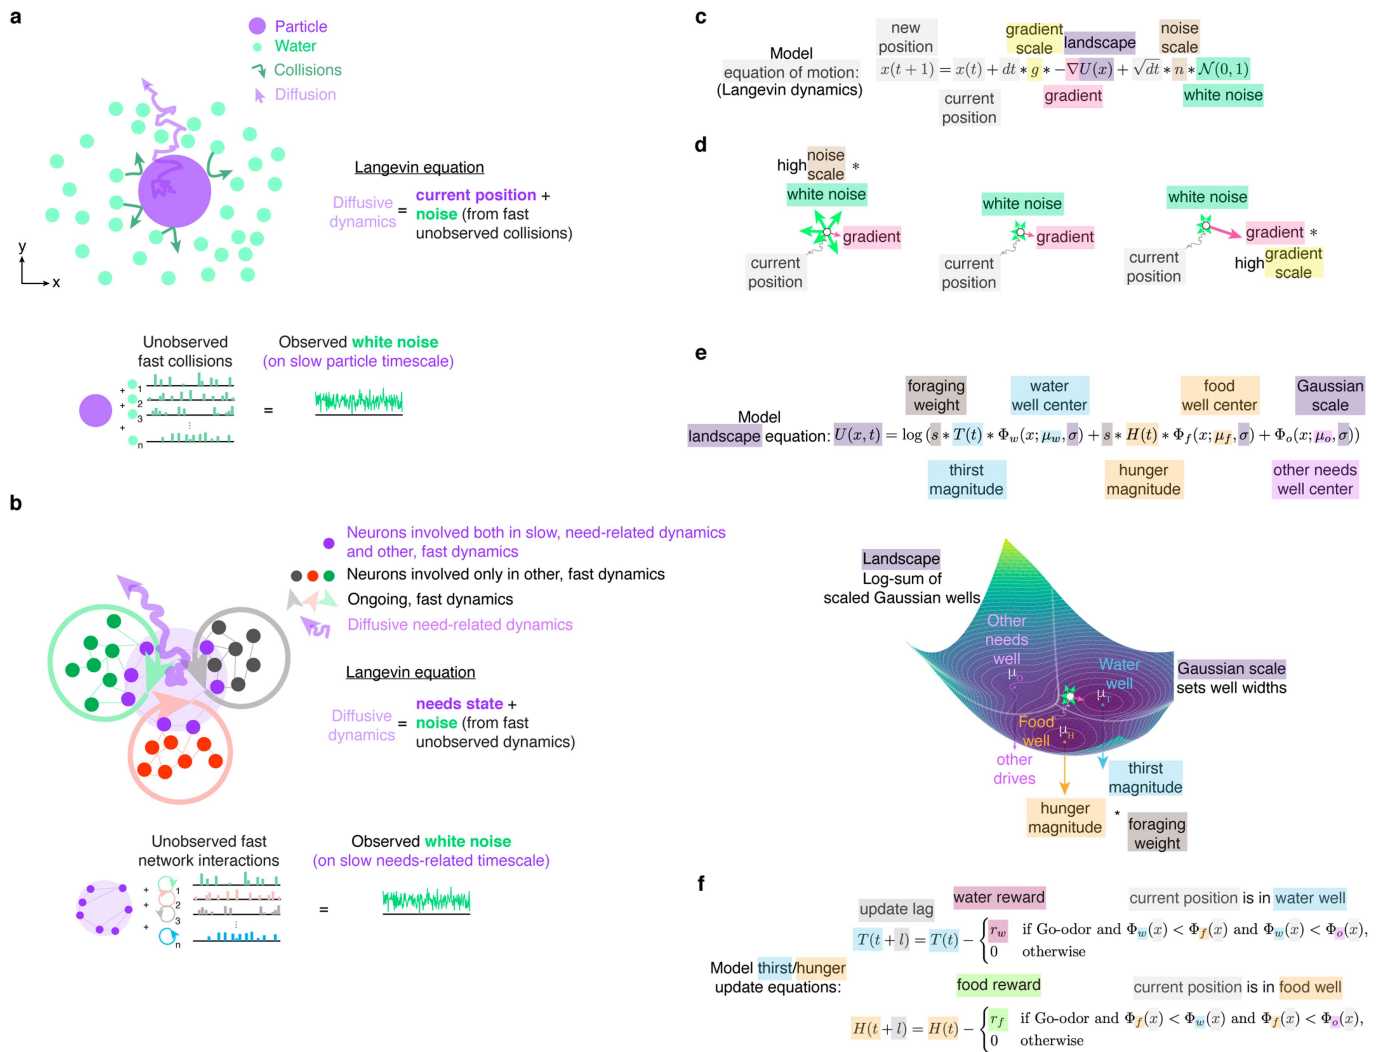 a
Particle
Water
Collisions
Diffusion
Langevin equation
Diffusive
dynamics
=
current position +
noise (from fast
unobserved collisions)
y
x
Unobserved
fast collisions
Observed white noise
(on slow particle timescale)
+
1
+
2
+
3
+
⋮
n
=
b
Neurons involved both in slow, need-related dynamics
and other, fast dynamics
Neurons involved only in other, fast dynamics
Ongoing, fast dynamics
Diffusive need-related dynamics
Langevin equation
Diffusive
dynamics
=
needs state +
noise (from fast
unobserved dynamics)
Unobserved fast
network interactions
Observed white noise
(on slow needs-related timescale)
+
1
+
2
+
3
+
⋮
n
=
c
new
position
gradient
scale
landscape
noise
scale
Model
equation of motion:
(Langevin dynamics)
x(t + 1) = x(t) + dt * g * −∇U(x) + √dt * n * 𝒩(0, 1)
current
position
gradient
white noise
d
high noise
scale *
white noise
gradient
current
position
white noise
gradient
current
position
white noise
gradient *
high gradient
scale
current
position
e
foraging
weight
water
well center
food
well center
Gaussian
scale
Model
landscape equation: U(x, t) = log (s * T(t) * Φw(x; μw, σ) + s * H(t) * Φf(x; μf, σ) + Φo(x; μo, σ))
thirst
magnitude
hunger
magnitude
other needs
well center
Landscape
Log-sum of
scaled Gaussian wells
Other
needs
well
μO
Water
well
μT
Food
well
μH
Gaussian scale
sets well widths
other
drives
thirst
magnitude
hunger
magnitude
*
foraging
weight
f
update lag
water reward
current position is in water well
T(t + l) = T(t) − { rw if Go-odor and Φw(x) < Φf(x) and Φw(x) < Φo(x),
0 otherwise
Model thirst/hunger
update equations:
food reward
current position is in food well
H(t + l) = H(t) − { rf if Go-odor and Φf(x) < Φw(x) and Φf(x) < Φo(x),
0 otherwise